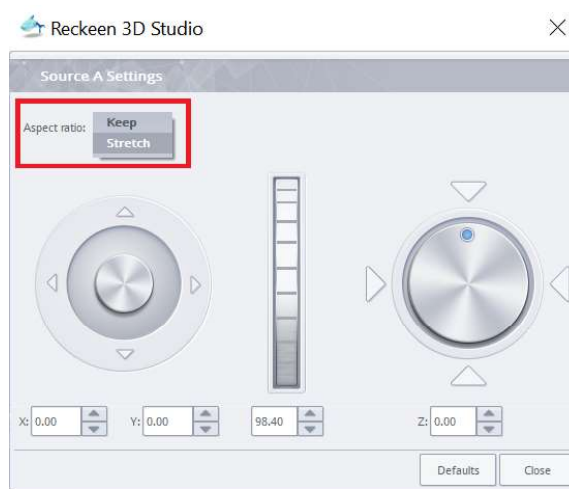 Reckeen 3D Studio
Source A Settings
Aspect ratio:
Keep
Stretch
X: 0.00
Y: 0.00
98.40
Z: 0.00
Defaults
Close